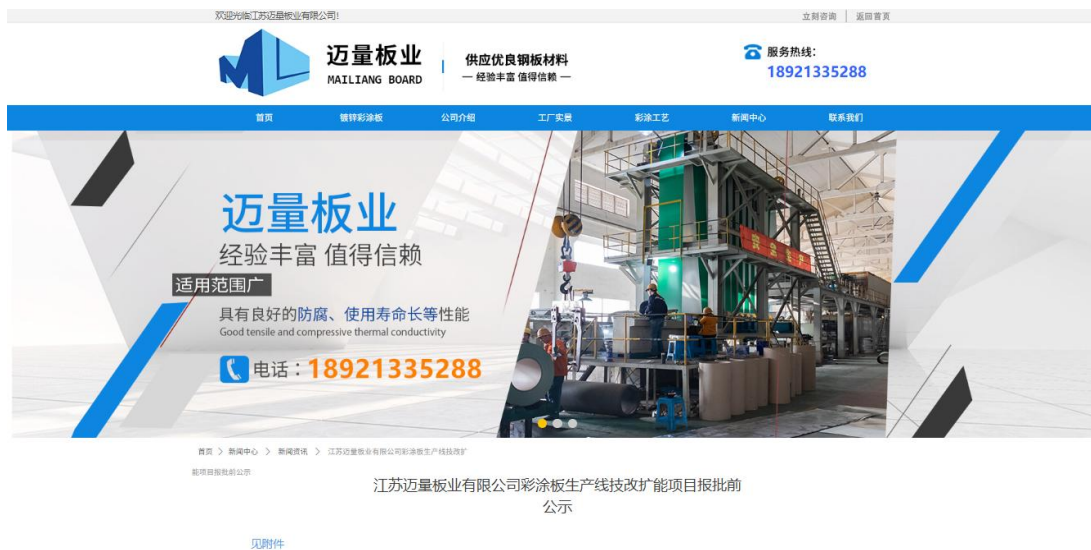 欢迎光临江苏迈量板业有限公司!
立刻咨询 | 返回首页
迈量板业
MAILIANG BOARD
供应优良钢板材料
— 经验丰富 值得信赖 —
服务热线:
18921335288
首页 镀锌彩涂板 公司介绍 工厂实景 彩涂工艺 新闻中心 联系我们
迈量板业
经验丰富 值得信赖
适用范围广
具有良好的防腐、使用寿命长等性能
Good tensile and compressive thermal conductivity
电话：18921335288
首页 > 新闻中心 > 新闻资讯 > 江苏迈量板业有限公司彩涂板生产线技改扩
能项目报批前公示
江苏迈量板业有限公司彩涂板生产线技改扩能项目报批前
公示
见附件